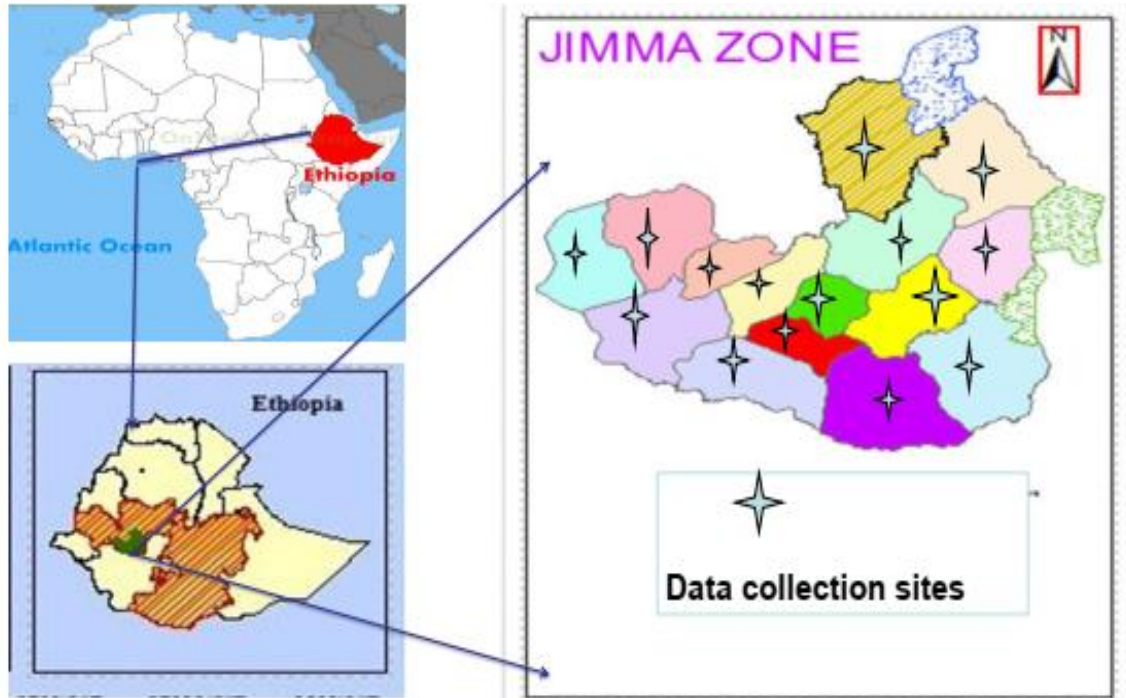 Ethiopia
Atlantic Ocean
Ethiopia
JIMMA ZONE
N
Data collection sites